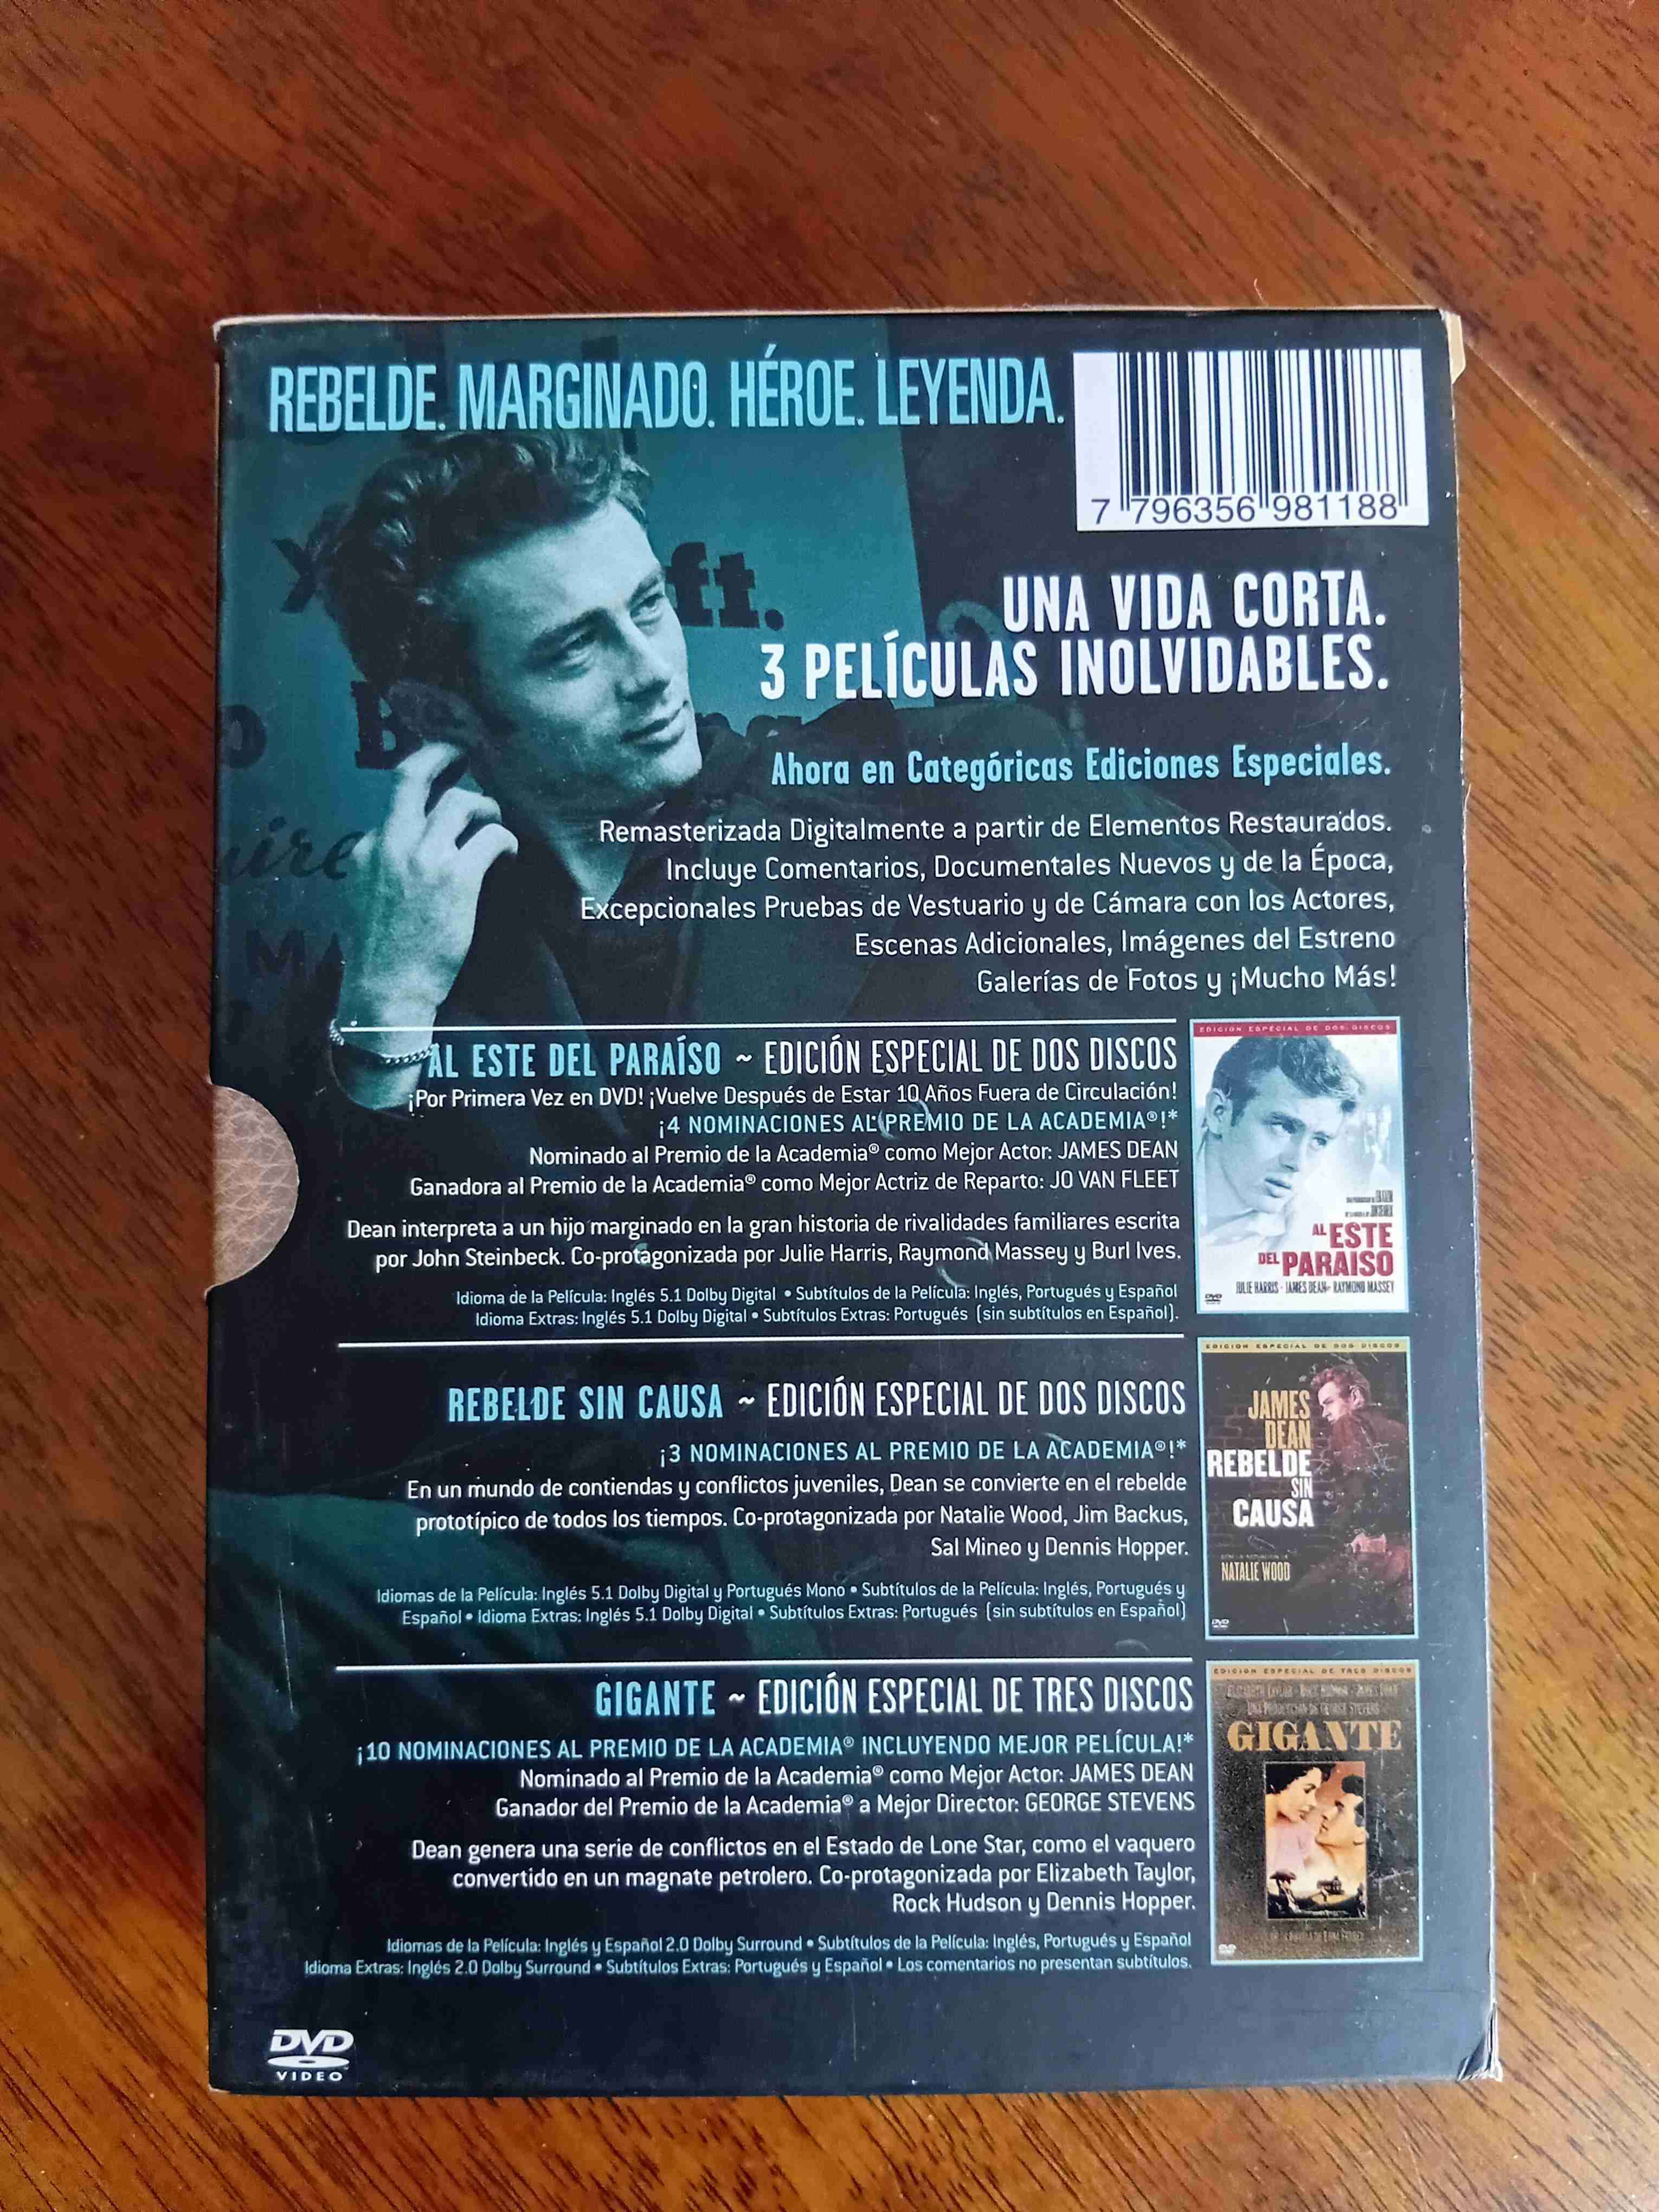 REBELDE. MARGINADO. HÉROE. LEYENDA.
7 796356 981188
UNA VIDA CORTA.
3 PELÍCULAS INOLVIDABLES.
Ahora en Categóricas Ediciones Especiales.
Remasterizada Digitalmente a partir de Elementos Restaurados.
Incluye Comentarios, Documentales Nuevos y de la Época,
Excepcionales Pruebas de Vestuario y de Cámara con los Actores,
Escenas Adicionales, Imágenes del Estreno
Galerías de Fotos y ¡Mucho Más!
AL ESTE DEL PARAÍSO ~ EDICIÓN ESPECIAL DE DOS DISCOS
¡Por Primera Vez en DVD! ¡Vuelve Después de Estar 10 Años Fuera de Circulación!
¡4 NOMINACIONES AL PREMIO DE LA ACADEMIA®!*
Nominado al Premio de la Academia® como Mejor Actor: JAMES DEAN
Ganadora al Premio de la Academia® como Mejor Actriz de Reparto: JO VAN FLEET
Dean interpreta a un hijo marginado en la gran historia de rivalidades familiares escrita
por John Steinbeck. Co-protagonizada por Julie Harris, Raymond Massey y Burl Ives.
Idioma de la Película: Inglés 5.1 Dolby Digital • Subtítulos de la Película: Inglés, Portugués y Español
Idioma Extras: Inglés 5.1 Dolby Digital • Subtítulos Extras: Portugués (sin subtítulos en Español).
EDICION ESPECIAL DE DOS DISCOS
AL ESTE
DEL PARAISO
JULIE HARRIS · JAMES DEAN · RAYMOND MASSEY
DVD
REBELDE SIN CAUSA ~ EDICIÓN ESPECIAL DE DOS DISCOS
¡3 NOMINACIONES AL PREMIO DE LA ACADEMIA®!*
En un mundo de contiendas y conflictos juveniles, Dean se convierte en el rebelde
prototípico de todos los tiempos. Co-protagonizada por Natalie Wood, Jim Backus,
Sal Mineo y Dennis Hopper.
Idiomas de la Película: Inglés 5.1 Dolby Digital y Portugués Mono • Subtítulos de la Película: Inglés, Portugués y
Español • Idioma Extras: Inglés 5.1 Dolby Digital • Subtítulos Extras: Portugués (sin subtítulos en Español)
EDICION ESPECIAL DE DOS DISCOS
JAMES
DEAN
REBELDE
SIN
CAUSA
NATALIE WOOD
DVD
GIGANTE ~ EDICIÓN ESPECIAL DE TRES DISCOS
¡10 NOMINACIONES AL PREMIO DE LA ACADEMIA® INCLUYENDO MEJOR PELÍCULA!*
Nominado al Premio de la Academia® como Mejor Actor: JAMES DEAN
Ganador del Premio de la Academia® a Mejor Director: GEORGE STEVENS
Dean genera una serie de conflictos en el Estado de Lone Star, como el vaquero
convertido en un magnate petrolero. Co-protagonizada por Elizabeth Taylor,
Rock Hudson y Dennis Hopper.
Idiomas de la Película: Inglés y Español 2.0 Dolby Surround • Subtítulos de la Película: Inglés, Portugués y Español
Idioma Extras: Inglés 2.0 Dolby Surround • Subtítulos Extras: Portugués y Español • Los comentarios no presentan subtítulos.
EDICION ESPECIAL DE TRES DISCOS
GIGANTE
DVD
VIDEO